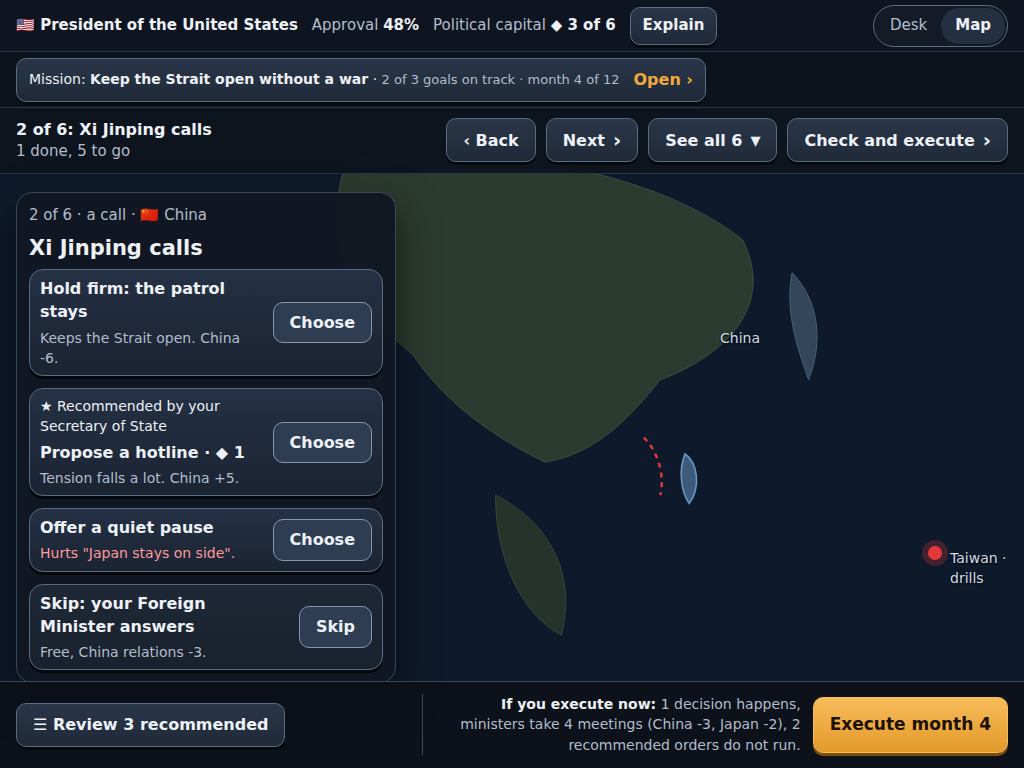 🇺🇸 President of the United States Approval 48% Political capital ◆ 3 of 6 Explain Desk Map
Mission: Keep the Strait open without a war · 2 of 3 goals on track · month 4 of 12 Open ›
2 of 6: Xi Jinping calls
1 done, 5 to go
‹ Back Next › See all 6 ▼ Check and execute ›
2 of 6 · a call · 🇨🇳 China
Xi Jinping calls
Hold firm: the patrol
stays
Keeps the Strait open. China
-6.
Choose
★ Recommended by your
Secretary of State
Propose a hotline · ◆ 1
Tension falls a lot. China +5.
Choose
Offer a quiet pause
Hurts "Japan stays on side".
Choose
Skip: your Foreign
Minister answers
Free, China relations -3.
Skip
China
Taiwan ·
drills
☰ Review 3 recommended
If you execute now: 1 decision happens,
ministers take 4 meetings (China -3, Japan -2), 2
recommended orders do not run.
Execute month 4